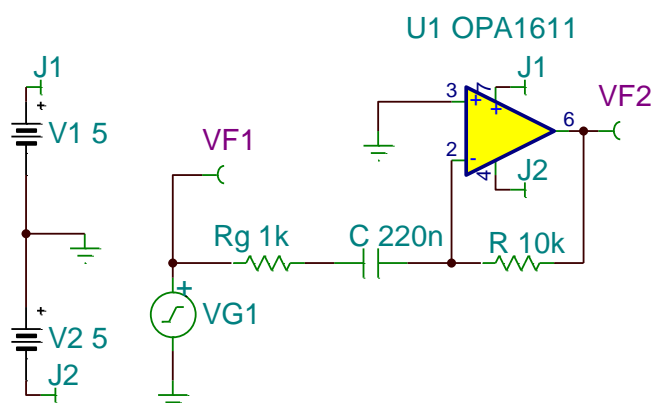 U1 OPA1611
J1
J1
V1 5
3
7
+
+
6
VF2
VF1
2
-
4
J2
Rg 1k
C 220n
R 10k
+
VG1
+
V2 5
+
J2